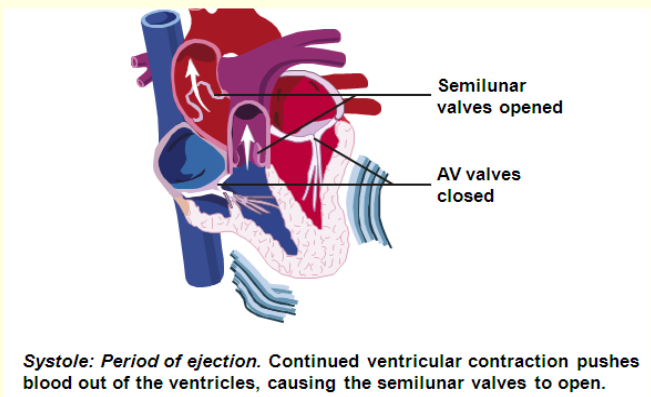 Semilunar
valves opened
AV valves
closed
Systole: Period of ejection. Continued ventricular contraction pushes
blood out of the ventricles, causing the semilunar valves to open.